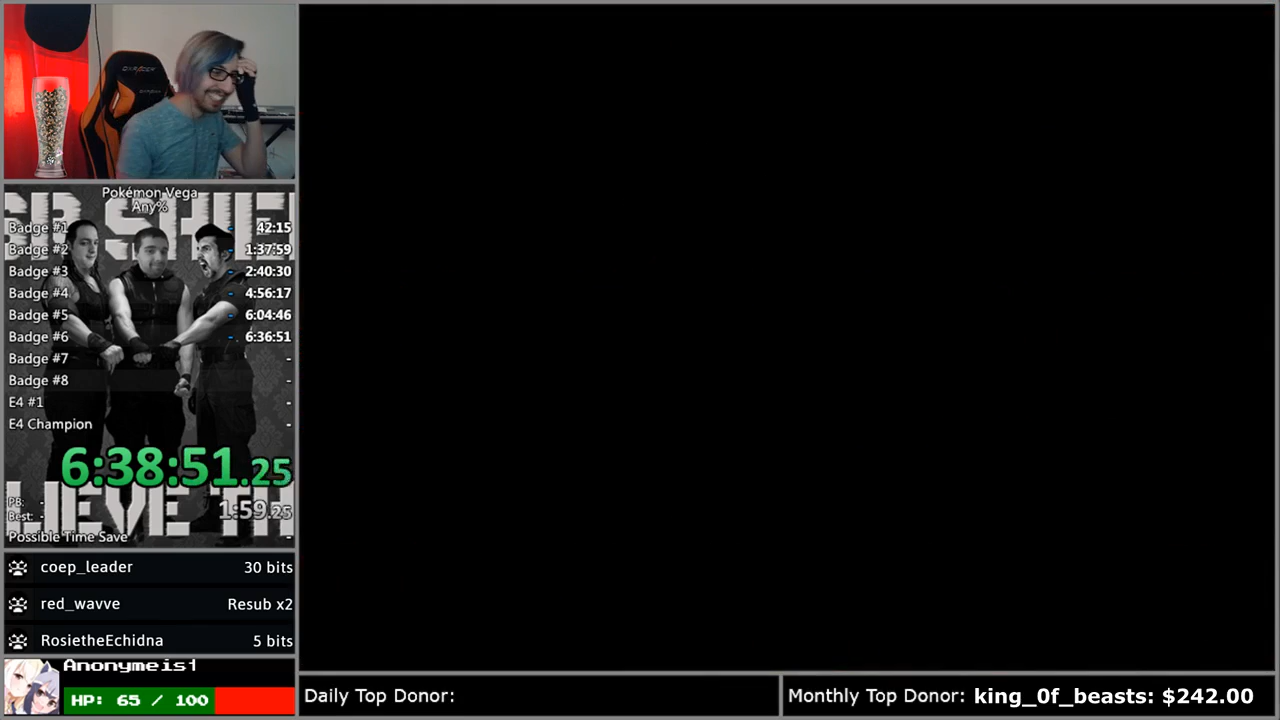 Pokémon Vega
Any%
Badge #1 - 42:15
Badge #2 - 1:37:59
Badge #3 - 2:40:30
Badge #4 - 4:56:17
Badge #5 - 6:04:46
Badge #6 - 6:36:51
Badge #7 -
Badge #8 -
E4 #1 -
E4 Champion -
6:38:51.25
PB: -
1:59.25
Best: -
LIEVE TH
Possible Time Save -
coep_leader 30 bits
red_wavve Resub x2
RosietheEchidna 5 bits
Anonymeist
HP: 65 / 100
Daily Top Donor:
Monthly Top Donor: king_0f_beasts: $242.00